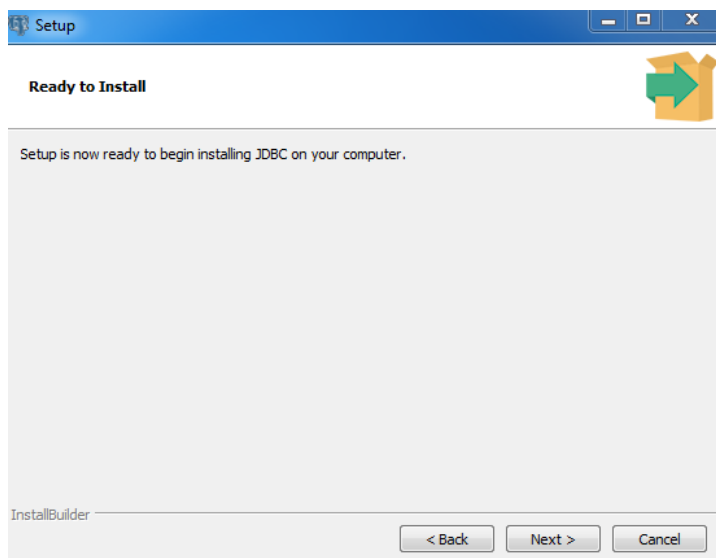 Setup
Ready to Install
Setup is now ready to begin installing JDBC on your computer.
InstallBuilder
< Back Next > Cancel